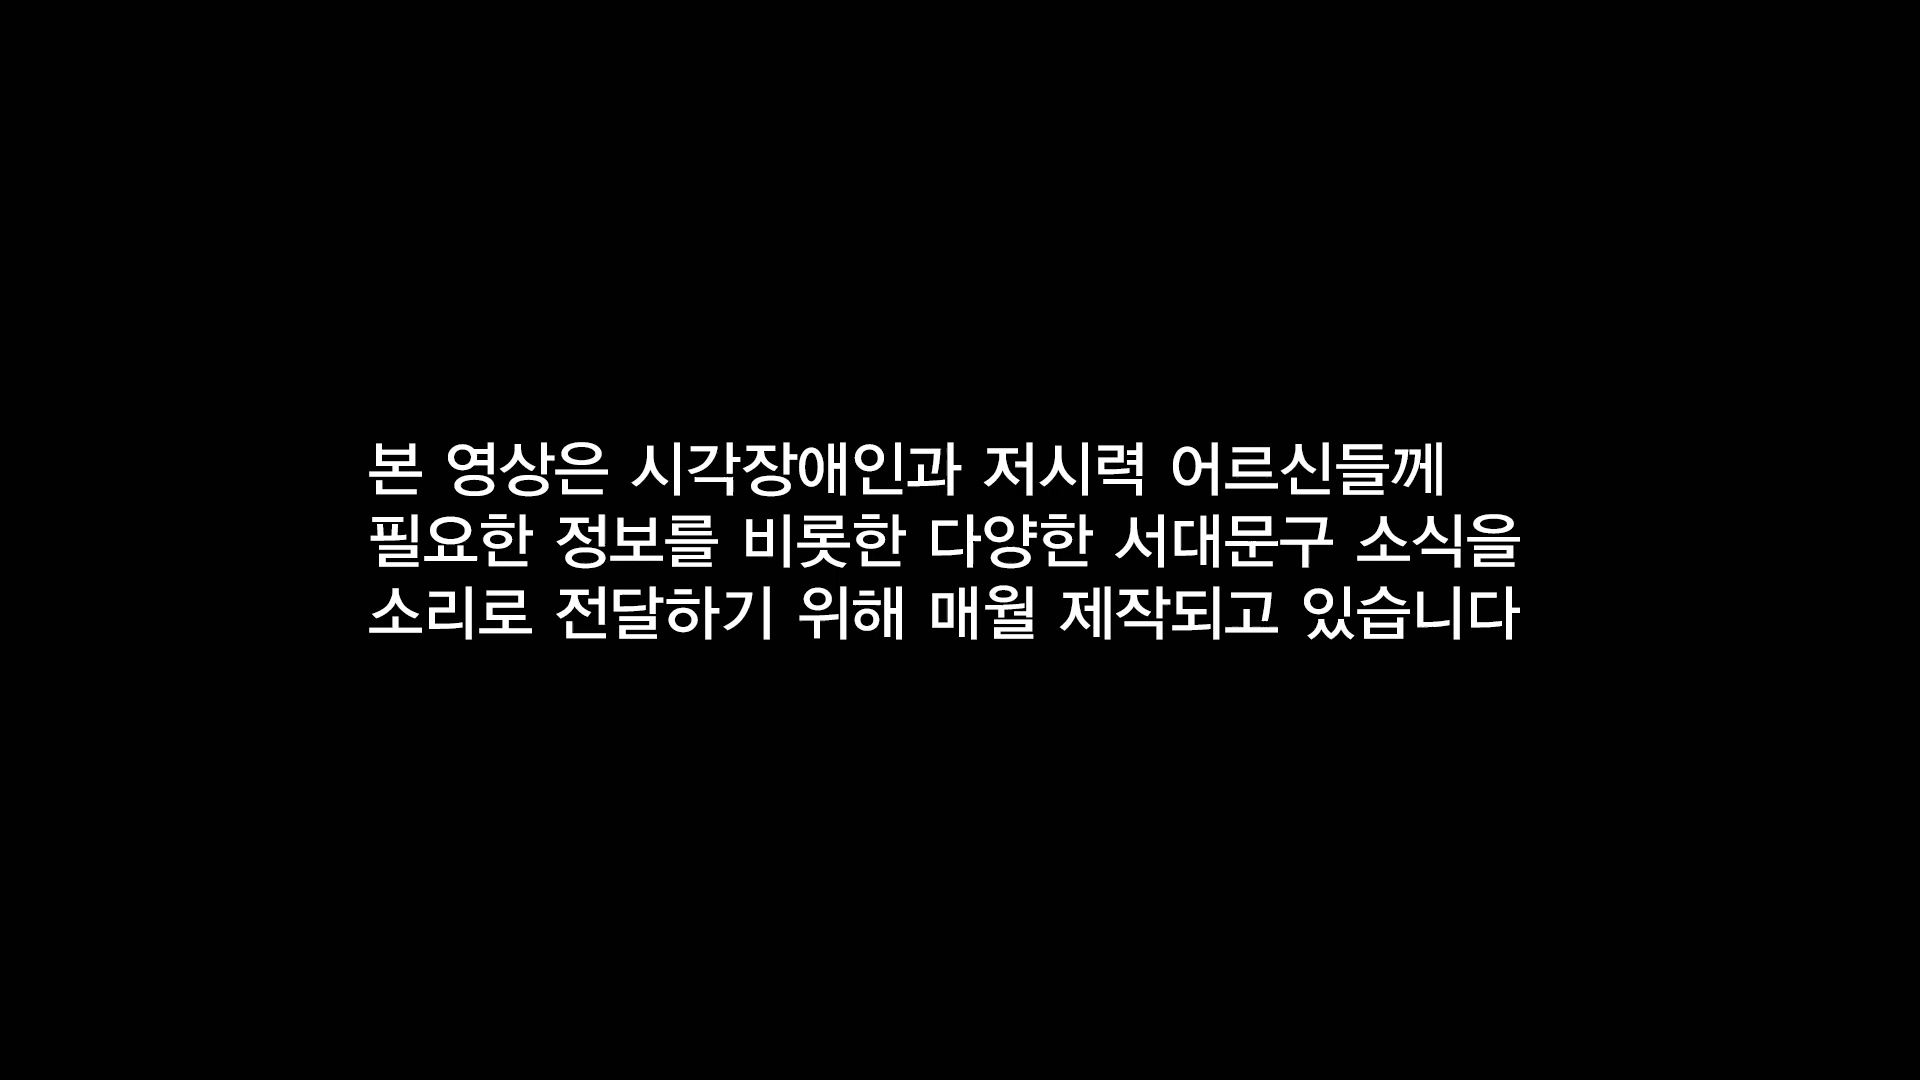 본 영상은 시각장애인과 저시력 어르신들께
필요한 정보를 비롯한 다양한 서대문구 소식을
소리로 전달하기 위해 매월 제작되고 있습니다